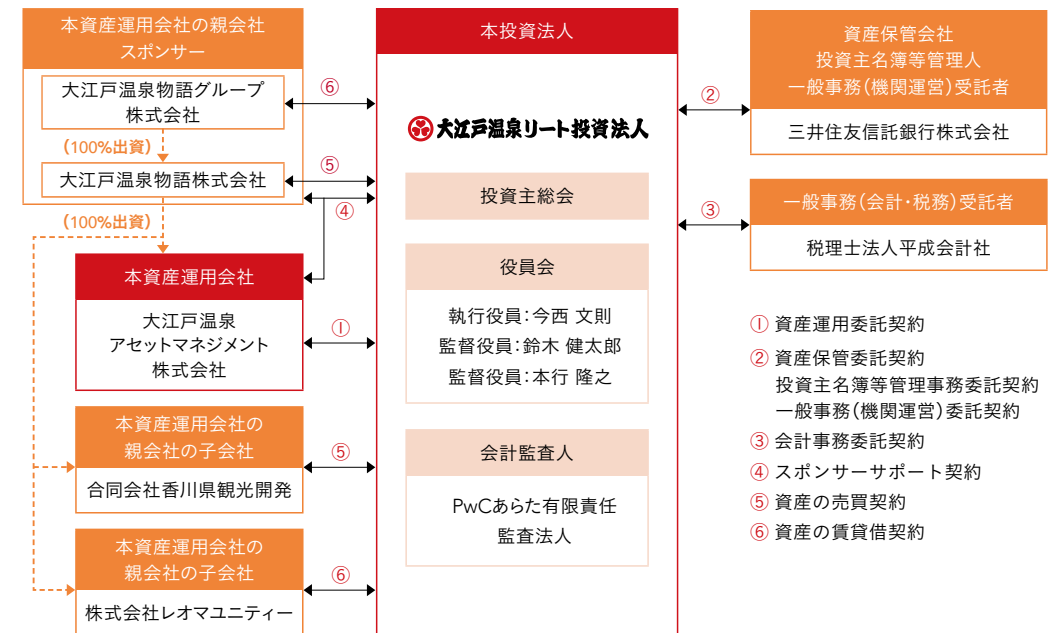 本資産運用会社の親会社
スポンサー
大江戸温泉物語グループ
株式会社
(100%出資)
大江戸温泉物語株式会社
(100%出資)
本資産運用会社
大江戸温泉
アセットマネジメント
株式会社
本資産運用会社の
親会社の子会社
合同会社香川県観光開発
本資産運用会社の
親会社の子会社
株式会社レオマユニティー
⑥
⑤
④
①
⑤
⑥
本投資法人
大江戸温泉リート投資法人
投資主総会
役員会
執行役員:今西 文則
監督役員:鈴木 健太郎
監督役員:本行 隆之
会計監査人
PwCあらた有限責任
監査法人
②
③
資産保管会社
投資主名簿等管理人
一般事務(機関運営)受託者
三井住友信託銀行株式会社
一般事務(会計・税務)受託者
税理士法人平成会計社
① 資産運用委託契約
② 資産保管委託契約
投資主名簿等管理事務委託契約
一般事務(機関運営)委託契約
③ 会計事務委託契約
④ スポンサーサポート契約
⑤ 資産の売買契約
⑥ 資産の賃貸借契約